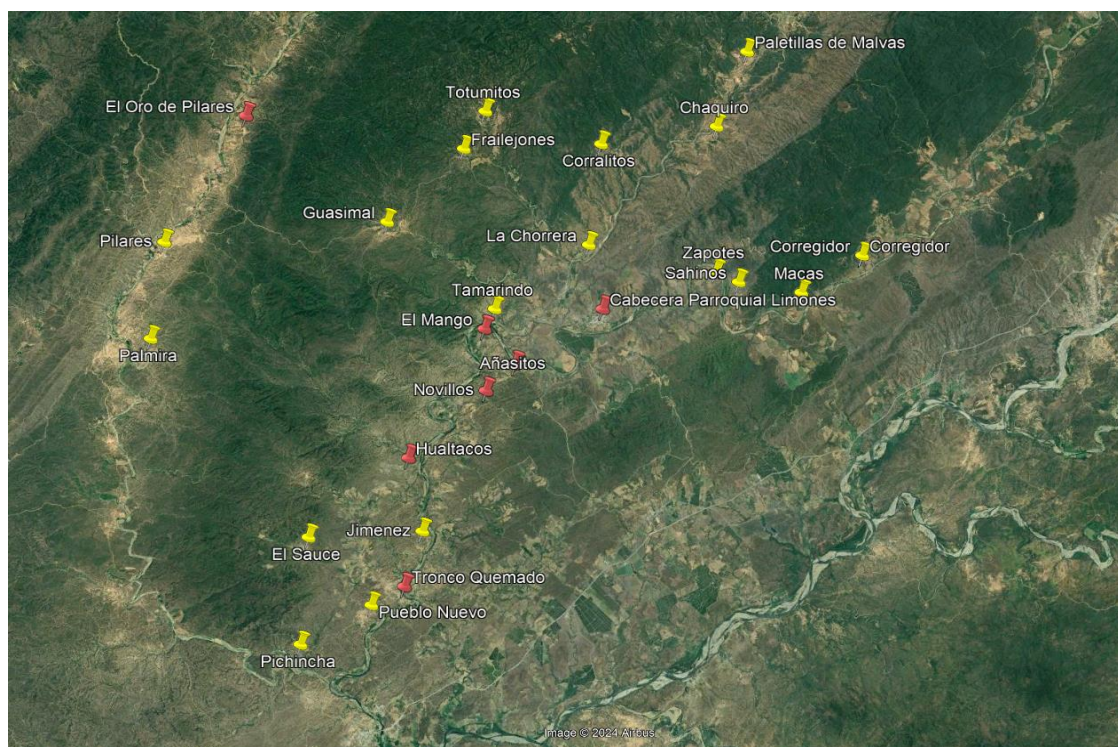 Paletillas de Malvas
Totumitos
El Oro de Pilares
Chaquiro
Frailejones
Corralitos
Guasimal
La Chorrera
Pilares
Zapotes
Corregidor
Corregidor
Sahinos
Macas
Tamarindo
Cabecera Parroquial Limones
El Mango
Palmira
Añasitos
Novillos
Hualtacos
Jimenez
El Sauce
Tronco Quemado
Pueblo Nuevo
Pichincha
Image © 2024 Airbus